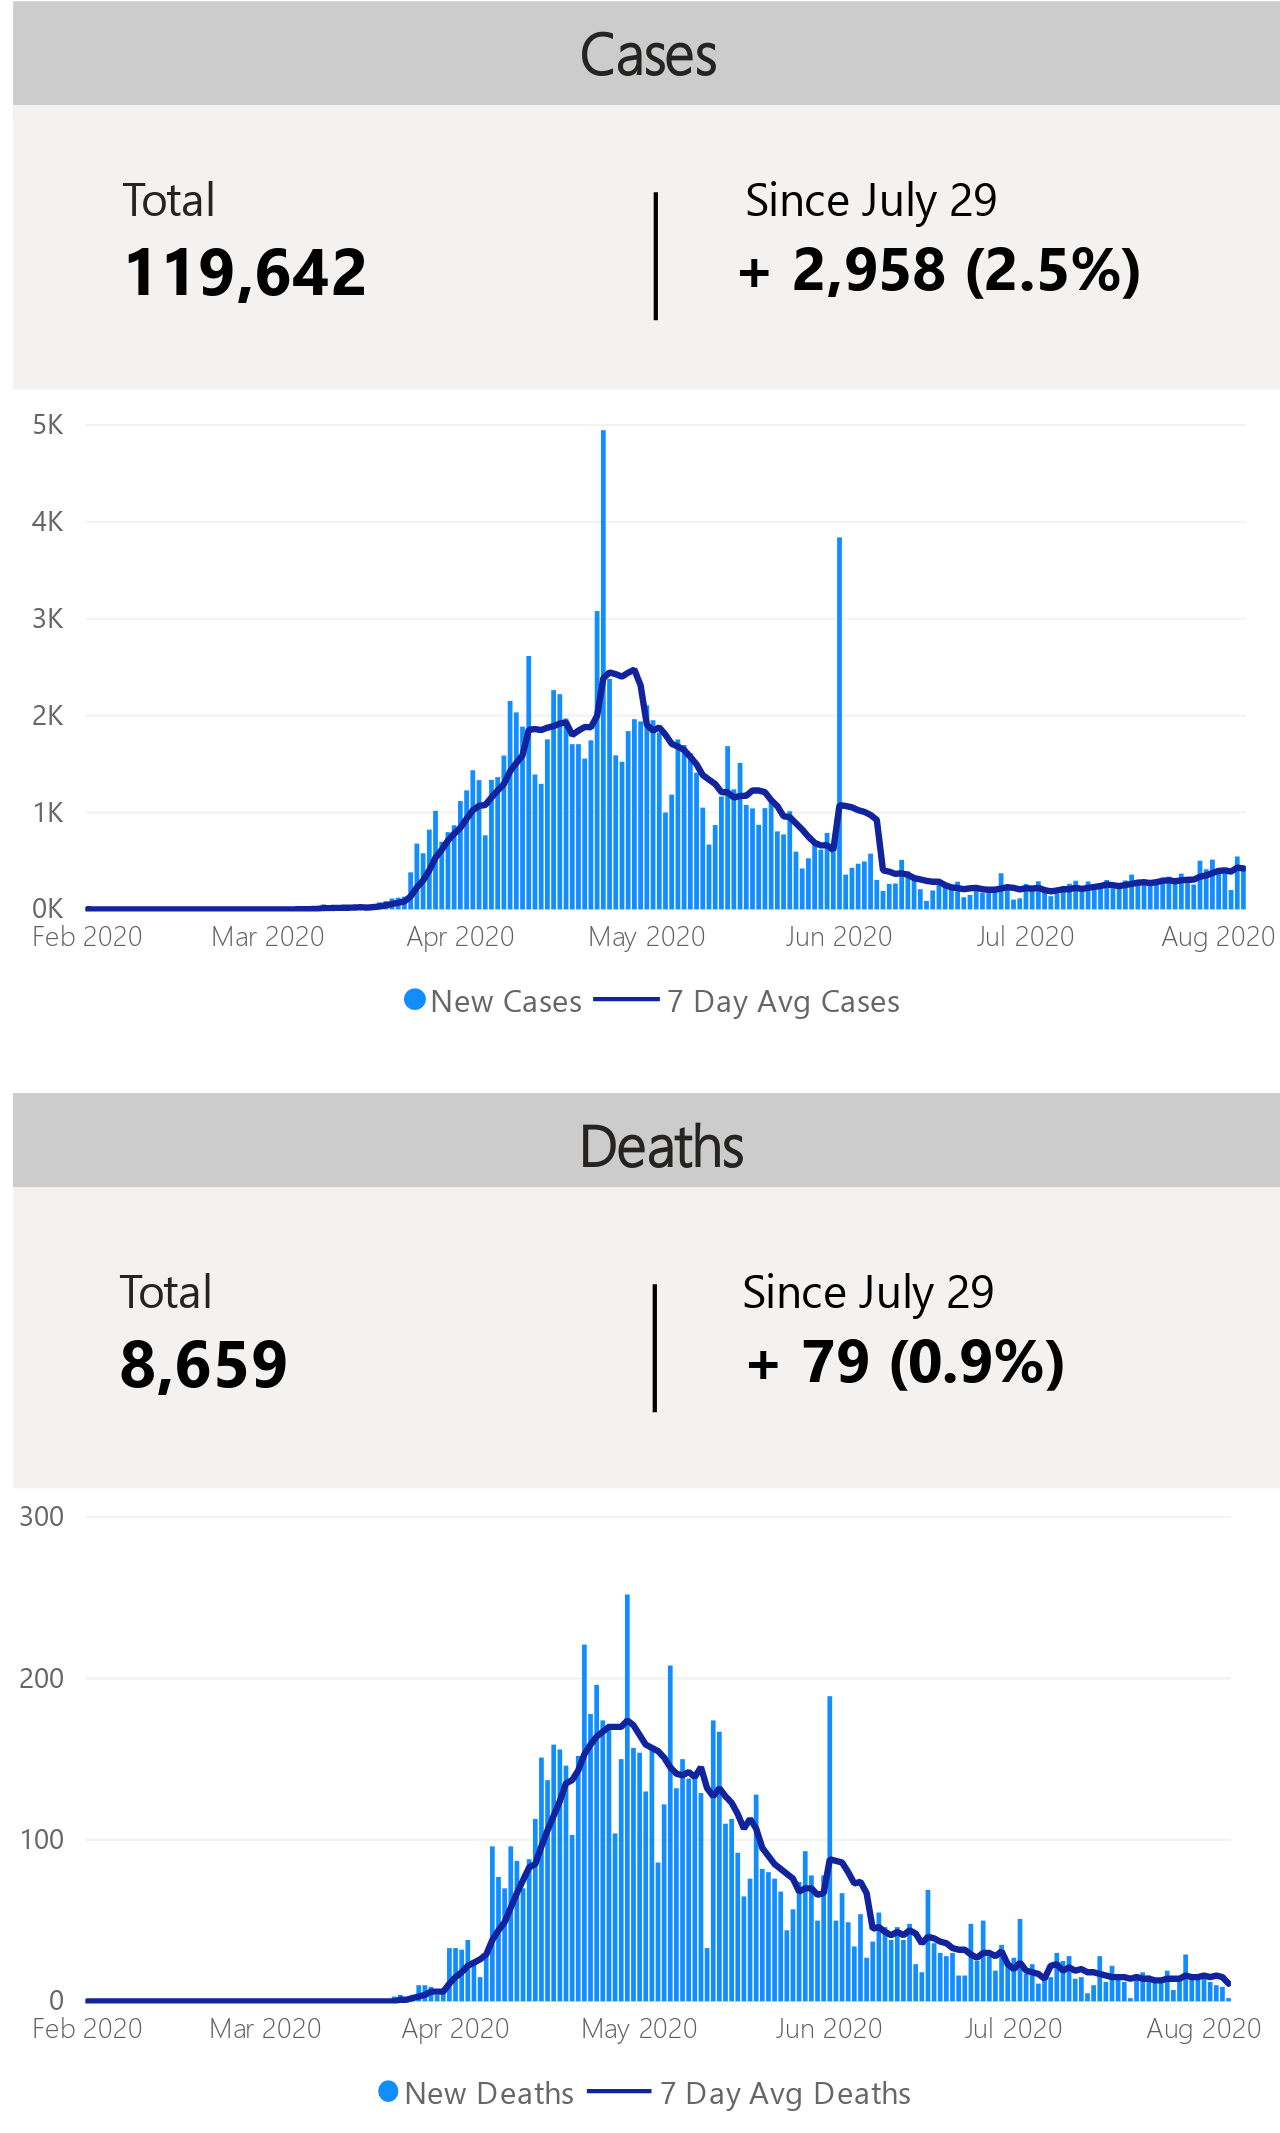 Cases
Total
Since July 29
119,642
+ 2,958 (2.5%)
5K
4K
3K
2K
1K
0K
Feb 2020 Mar 2020 Apr 2020 May 2020 Jun 2020 Jul 2020 Aug 2020
New Cases 7 Day Avg Cases
Deaths
Total
Since July 29
8,659
+ 79 (0.9%)
300
200
100
0
Feb 2020 Mar 2020 Apr 2020 May 2020 Jun 2020 Jul 2020 Aug 2020
New Deaths 7 Day Avg Deaths